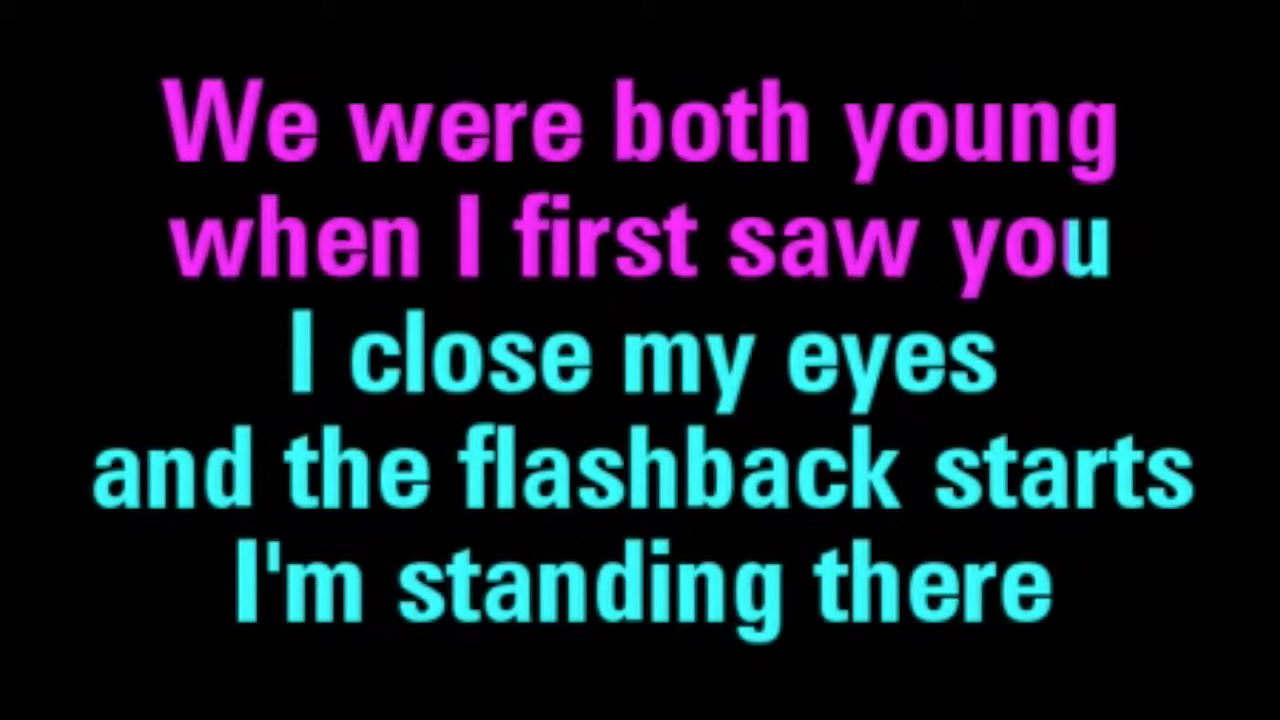 We were both young
when I first saw you
I close my eyes
and the flashback starts
I'm standing there